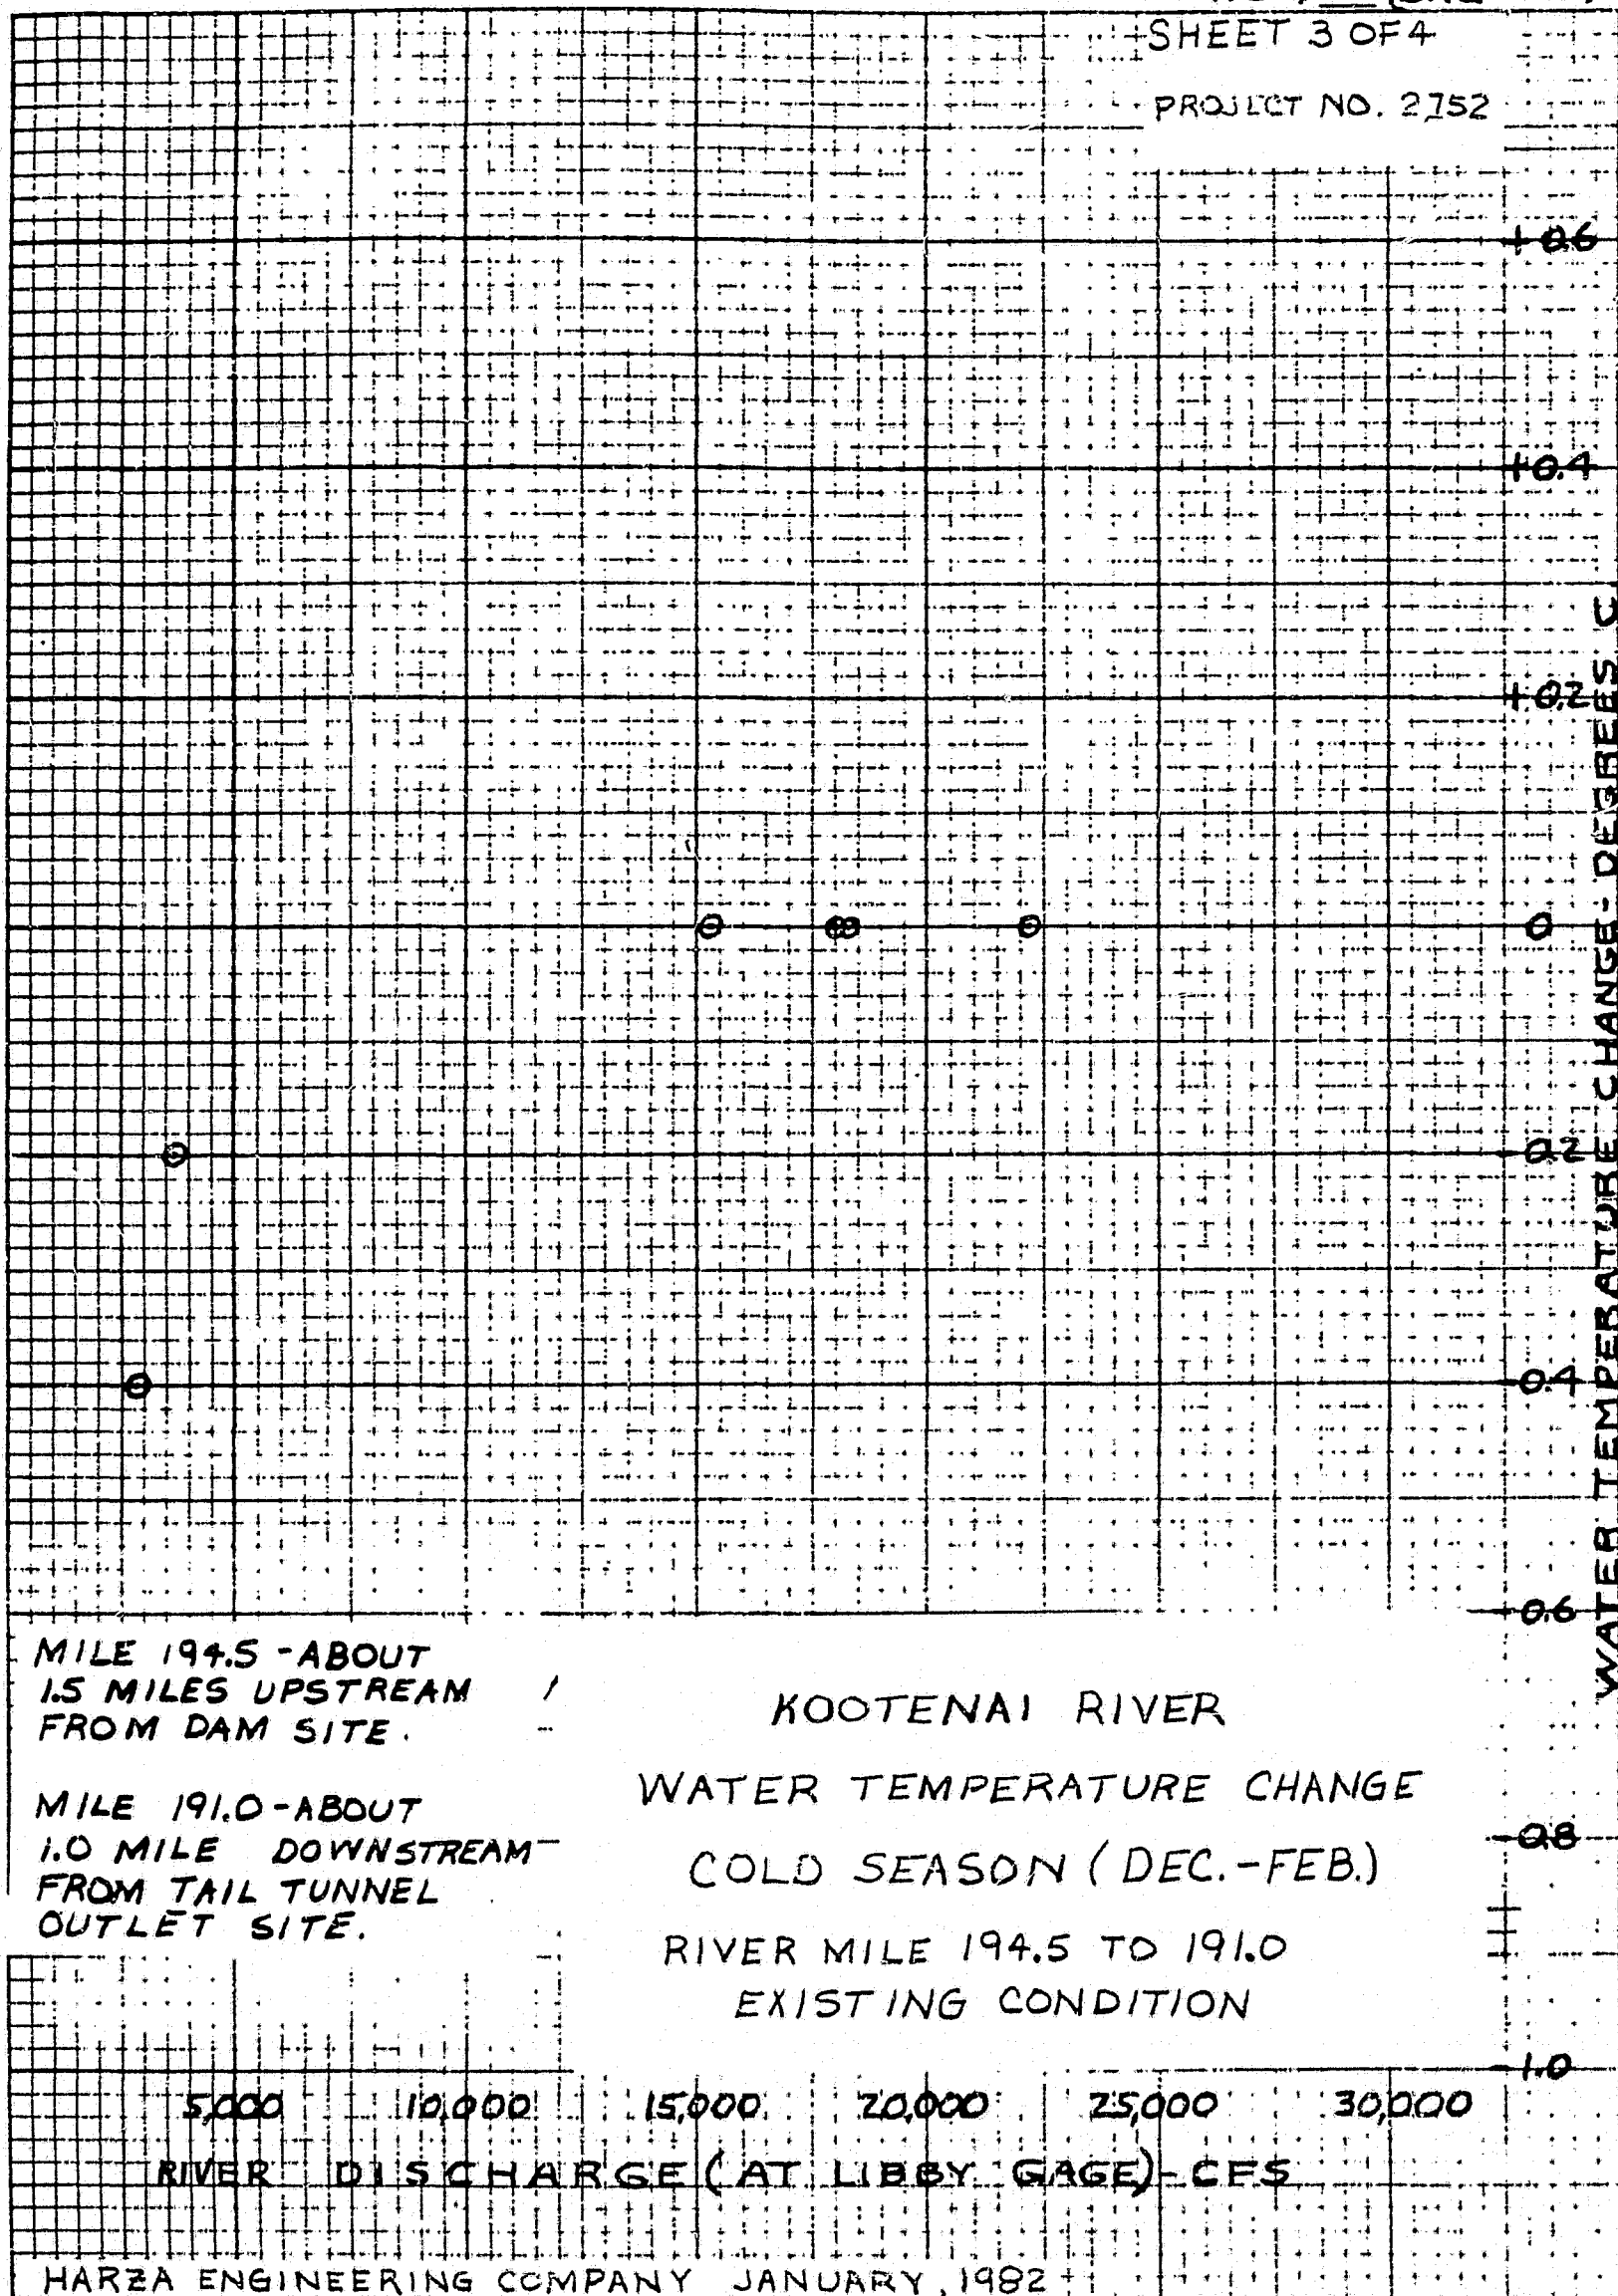 SHEET 3 OF 4
PROJECT NO. 2752
+0.6
+0.4
+0.2
0
-0.2
-0.4
-0.6
-0.8
-1.0
WATER TEMPERATURE CHANGE-DEGREES C
MILE 194.5 -ABOUT
1.5 MILES UPSTREAM
FROM DAM SITE.
MILE 191.0-ABOUT
1.0 MILE DOWNSTREAM
FROM TAIL TUNNEL
OUTLET SITE.
KOOTENAI RIVER
WATER TEMPERATURE CHANGE
COLD SEASON (DEC.-FEB.)
RIVER MILE 194.5 TO 191.0
EXISTING CONDITION
5,000 10,000 15,000 20,000 25,000 30,000
RIVER DISCHARGE (AT LIBBY GAGE)-CFS
HARZA ENGINEERING COMPANY JANUARY, 1982